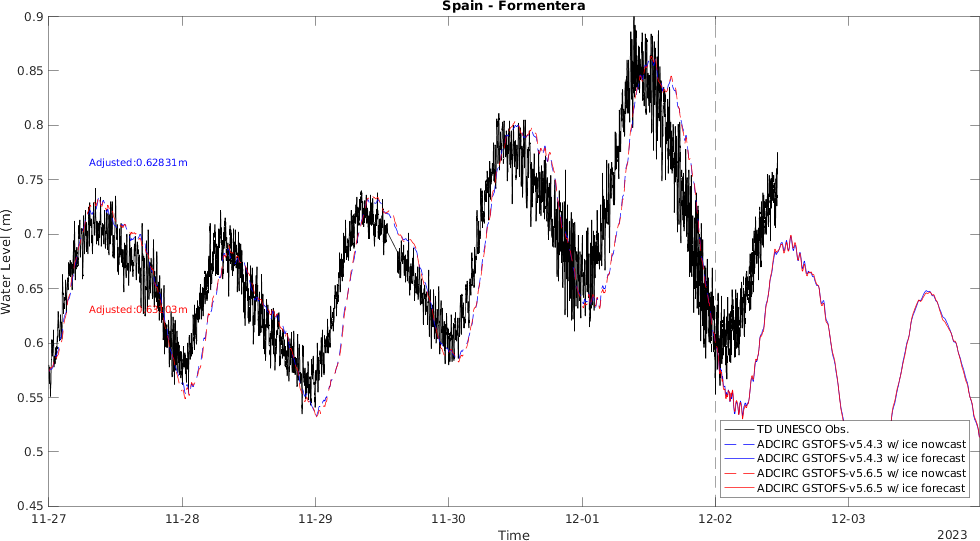 Spain - Formentera
0.9
0.85
0.8
0.75
0.7
0.65
0.6
0.55
0.5
0.45
Water Level (m)
Adjusted:0.62831m
TD UNESCO Obs.
ADCIRC GSTOFS-v5.4.3 w/ ice nowcast
ADCIRC GSTOFS-v5.4.3 w/ ice forecast
ADCIRC GSTOFS-v5.6.5 w/ ice nowcast
ADCIRC GSTOFS-v5.6.5 w/ ice forecast
11-27
11-28
11-29
11-30
12-01
12-02
12-03
Time
2023